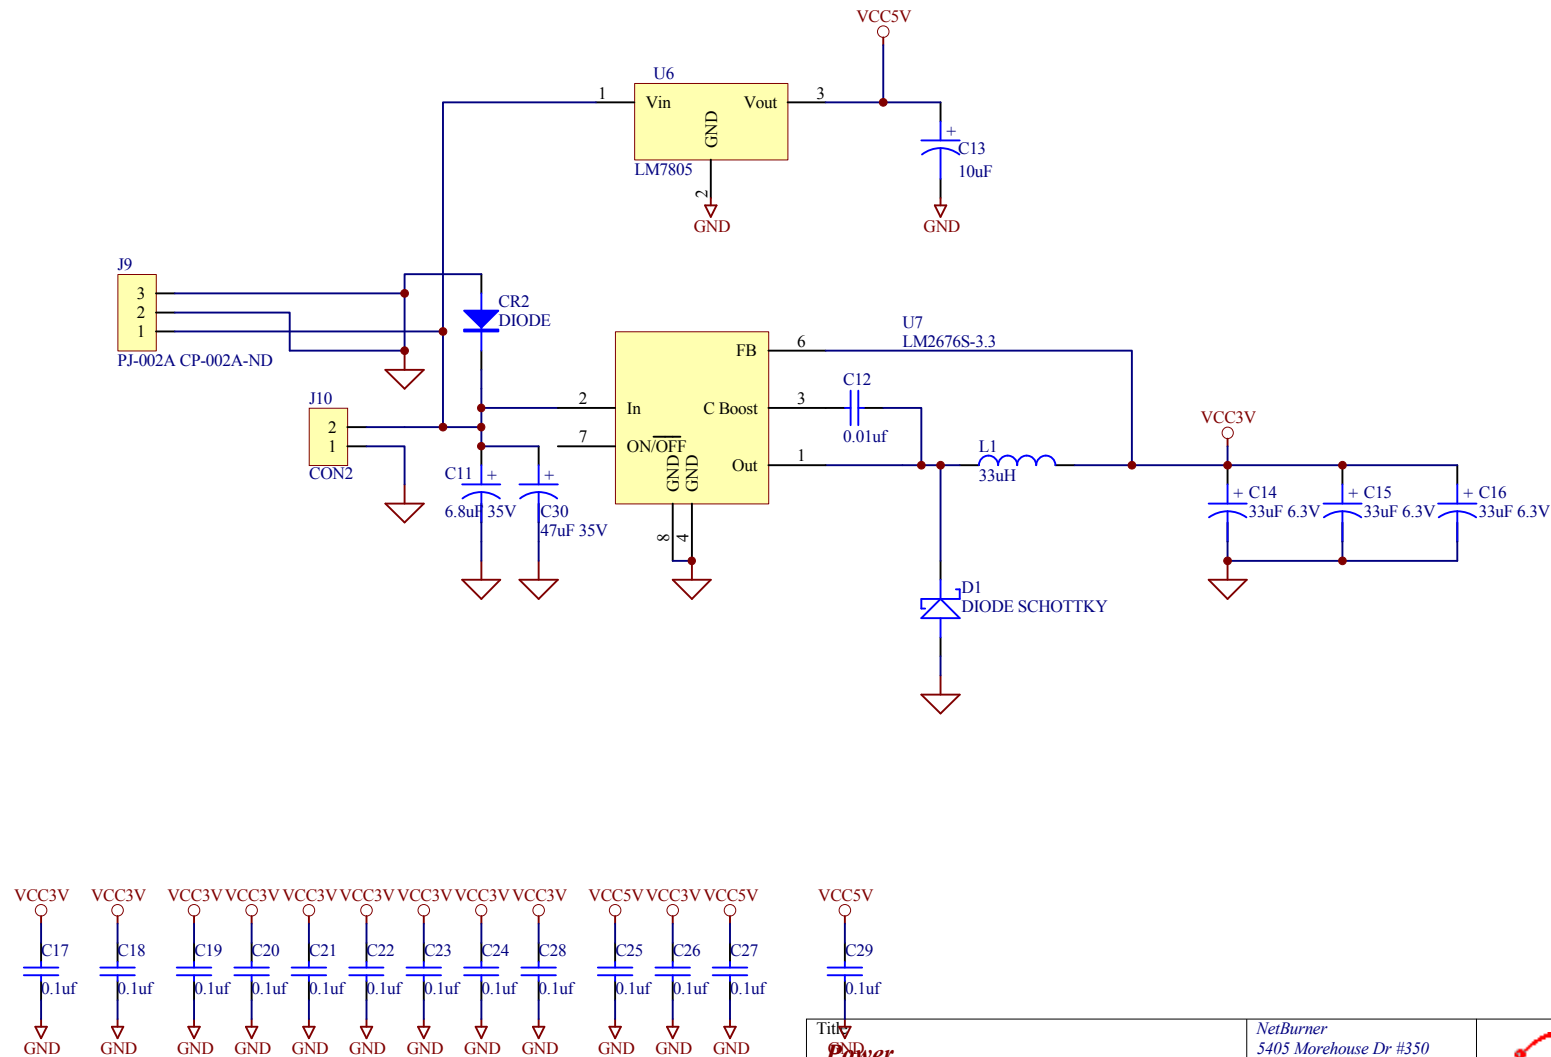 VCC5V
U6
1
Vin
Vout
3
GND
LM7805
2
GND
+
C13
10uF
GND
J9
3
2
1
PJ-002A CP-002A-ND
CR2
DIODE
U7
LM2676S-3.3
FB
6
C12
J10
2
1
CON2
2
In
C Boost
3
0.01uf
7
ON/OFF
Out
1
GND
GND
8
4
L1
33uH
VCC3V
C11
+
6.8uF 35V
+
C30
47uF 35V
+ C14
33uF 6.3V
+ C15
33uF 6.3V
+ C16
33uF 6.3V
D1
DIODE SCHOTTKY
VCC3V VCC3V VCC3V VCC3V VCC3V VCC3V VCC3V VCC3V VCC3V VCC5V VCC3V VCC5V VCC5V
C17 C18 C19 C20 C21 C22 C23 C24 C28 C25 C26 C27 C29
0.1uf 0.1uf 0.1uf 0.1uf 0.1uf 0.1uf 0.1uf 0.1uf 0.1uf 0.1uf 0.1uf 0.1uf 0.1uf
GND GND GND GND GND GND GND GND GND GND GND GND GND
Title
Power
NetBurner
5405 Morehouse Dr #350